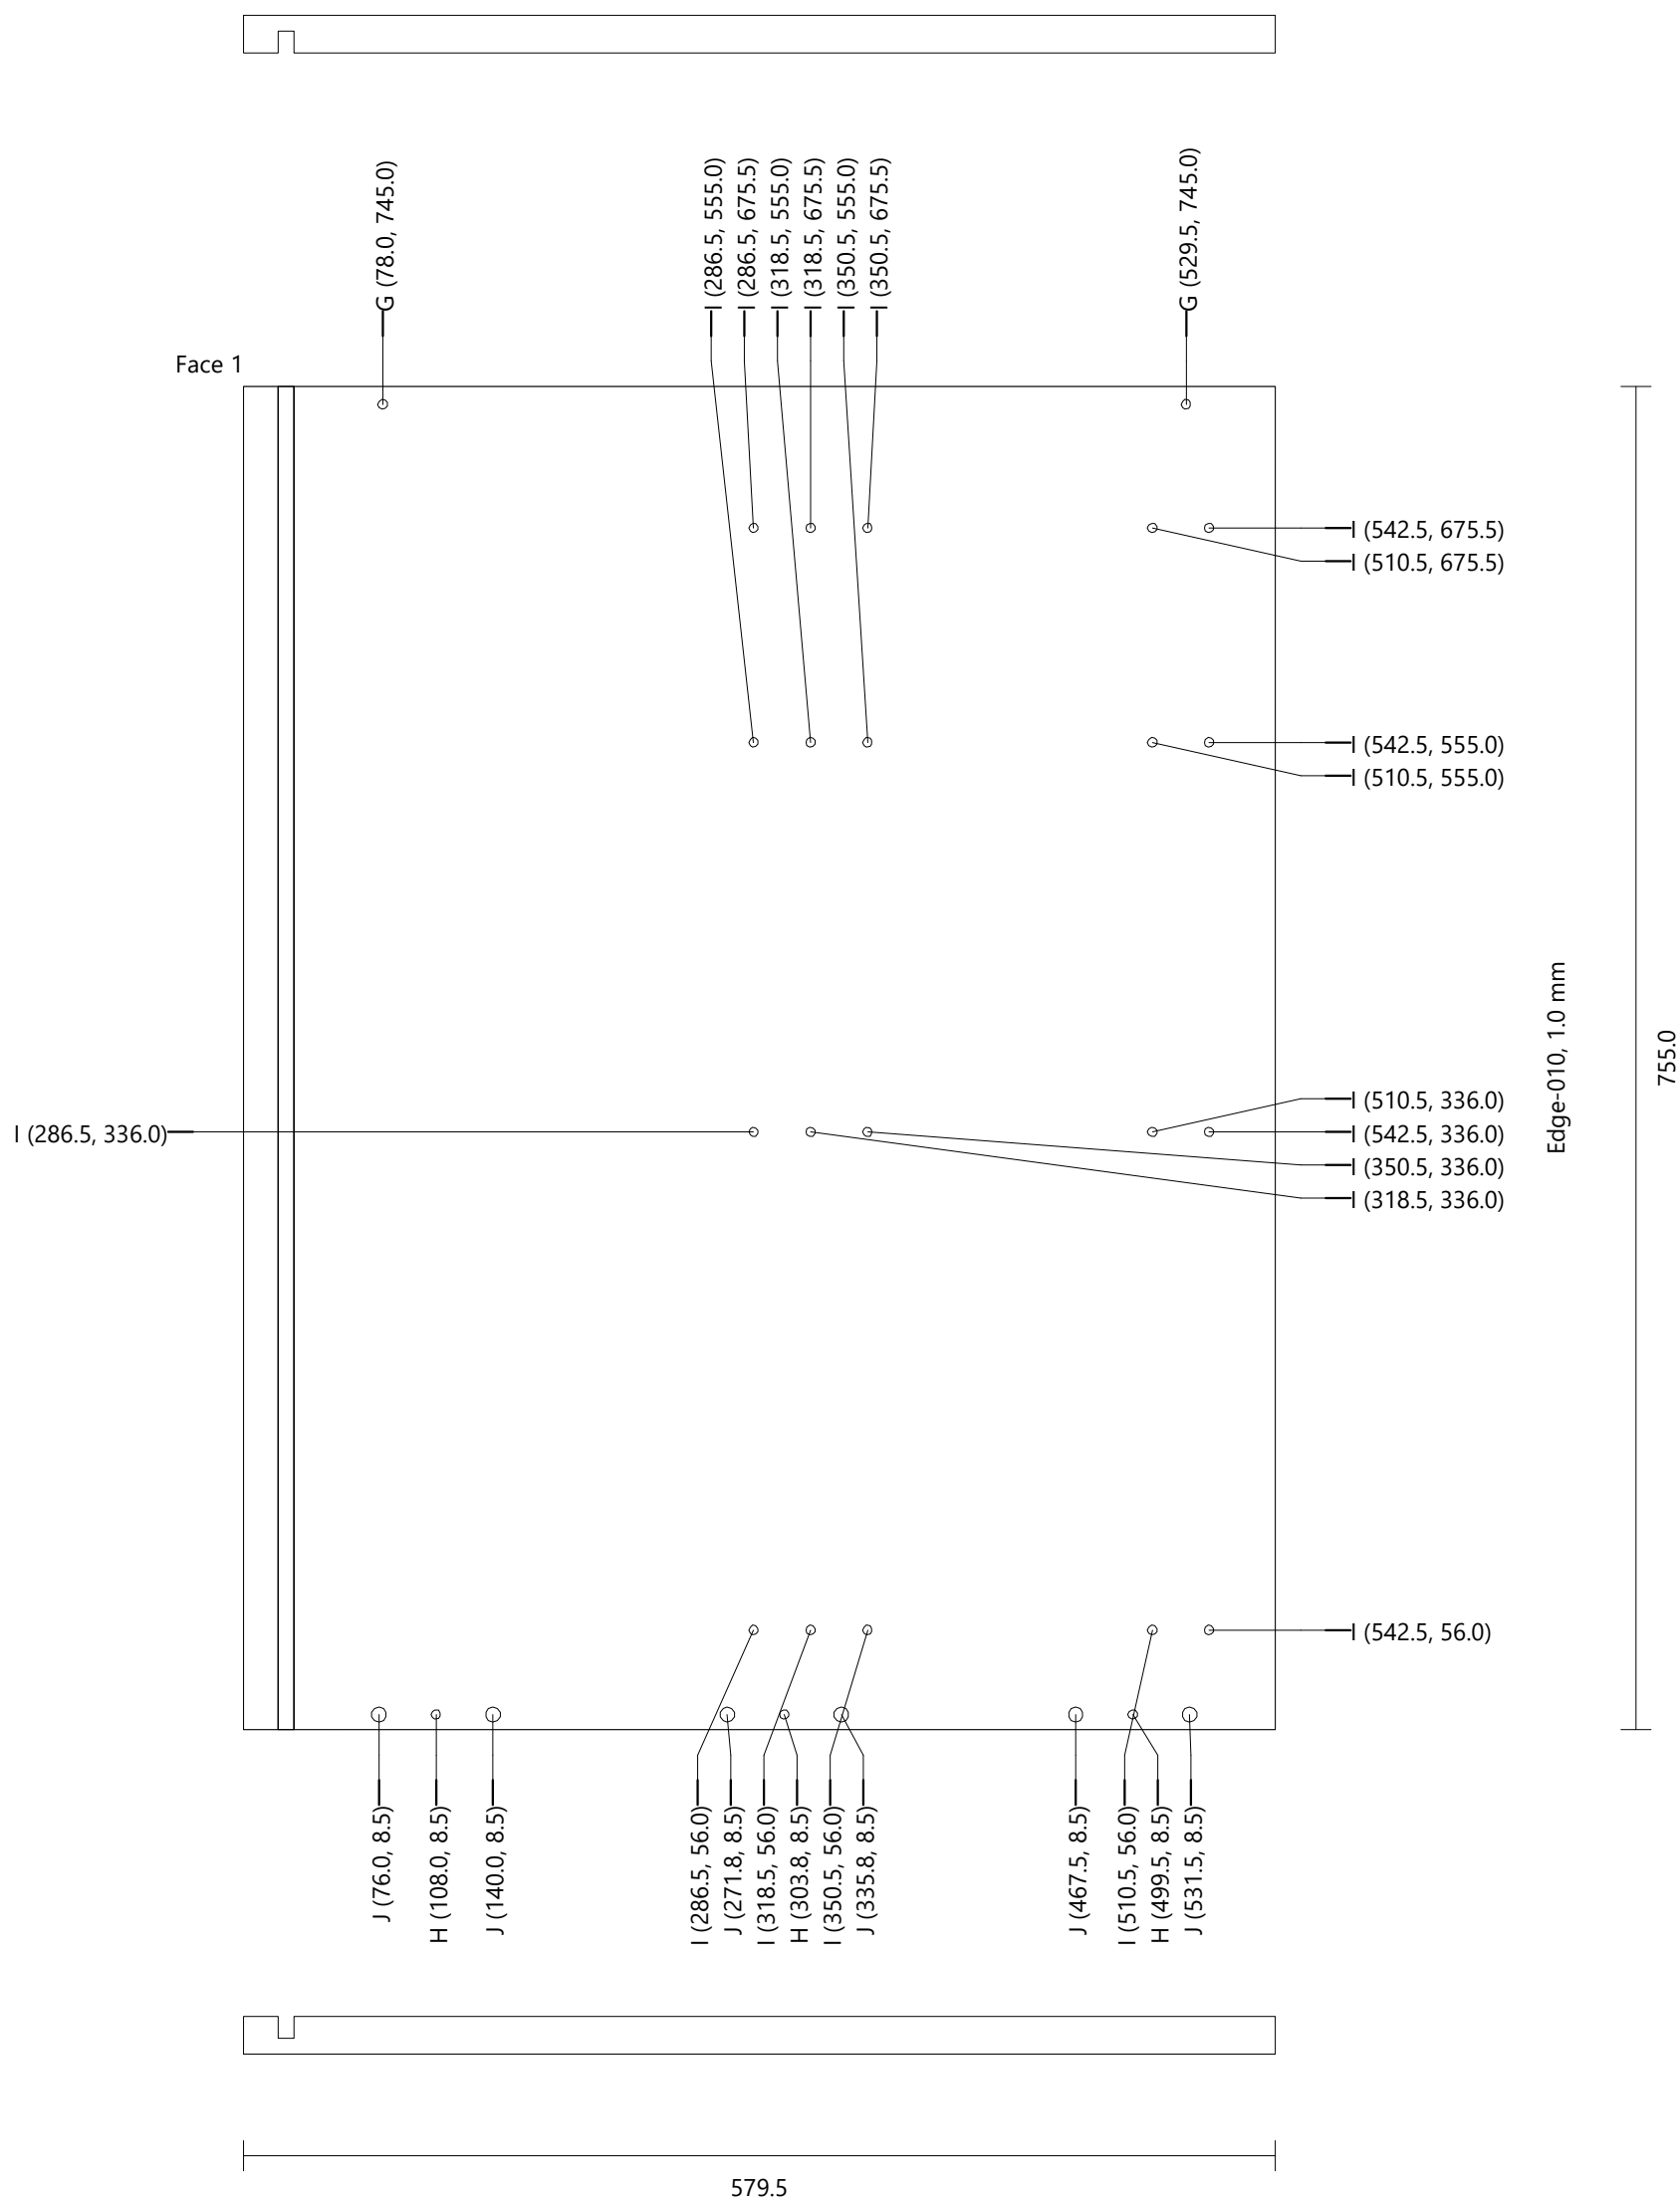 G (78.0, 745.0)
I (286.5, 555.0)
I (286.5, 675.5)
I (318.5, 555.0)
I (318.5, 675.5)
I (350.5, 555.0)
I (350.5, 675.5)
G (529.5, 745.0)
Face 1
I (542.5, 675.5)
I (510.5, 675.5)
I (542.5, 555.0)
I (510.5, 555.0)
Edge-010, 1.0 mm
755.0
I (286.5, 336.0)
I (510.5, 336.0)
I (542.5, 336.0)
I (350.5, 336.0)
I (318.5, 336.0)
I (542.5, 56.0)
J (76.0, 8.5)
H (108.0, 8.5)
J (140.0, 8.5)
I (286.5, 56.0)
J (271.8, 8.5)
I (318.5, 56.0)
H (303.8, 8.5)
I (350.5, 56.0)
J (335.8, 8.5)
J (467.5, 8.5)
I (510.5, 56.0)
H (499.5, 8.5)
J (531.5, 8.5)
579.5